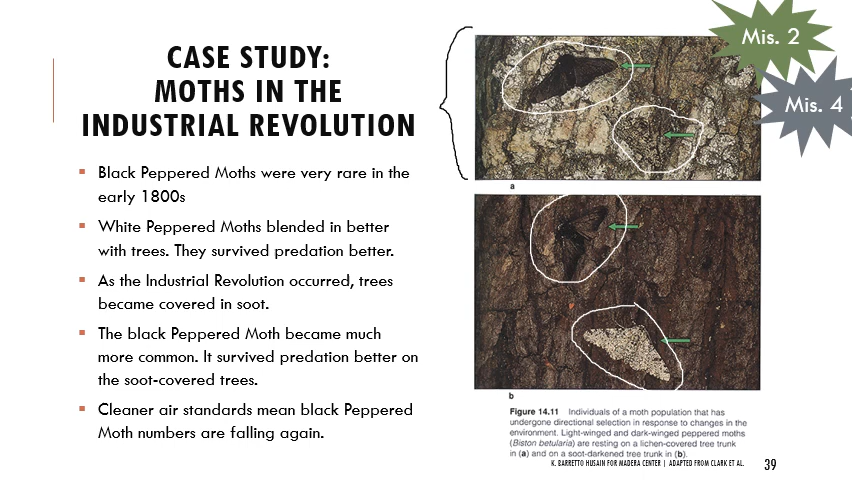 CASE STUDY:
MOTHS IN THE
INDUSTRIAL REVOLUTION
Black Peppered Moths were very rare in the
early 1800s
White Peppered Moths blended in better
with trees. They survived predation better.
As the Industrial Revolution occurred, trees
became covered in soot.
The black Peppered Moth became much
more common. It survived predation better on
the soot-covered trees.
Cleaner air standards mean black Peppered
Moth numbers are falling again.
Mis. 2
Mis. 4
a
b
Figure 14.11 Individuals of a moth population that has
undergone directional selection in response to changes in the
environment. Light-winged and dark-winged peppered moths
(Biston betularia) are resting on a lichen-covered tree trunk
in (a) and on a soot-darkened tree trunk in (b).
K. BARRETTO HUSAIN FOR MADERA CENTER | ADAPTED FROM CLARK ET AL.
39